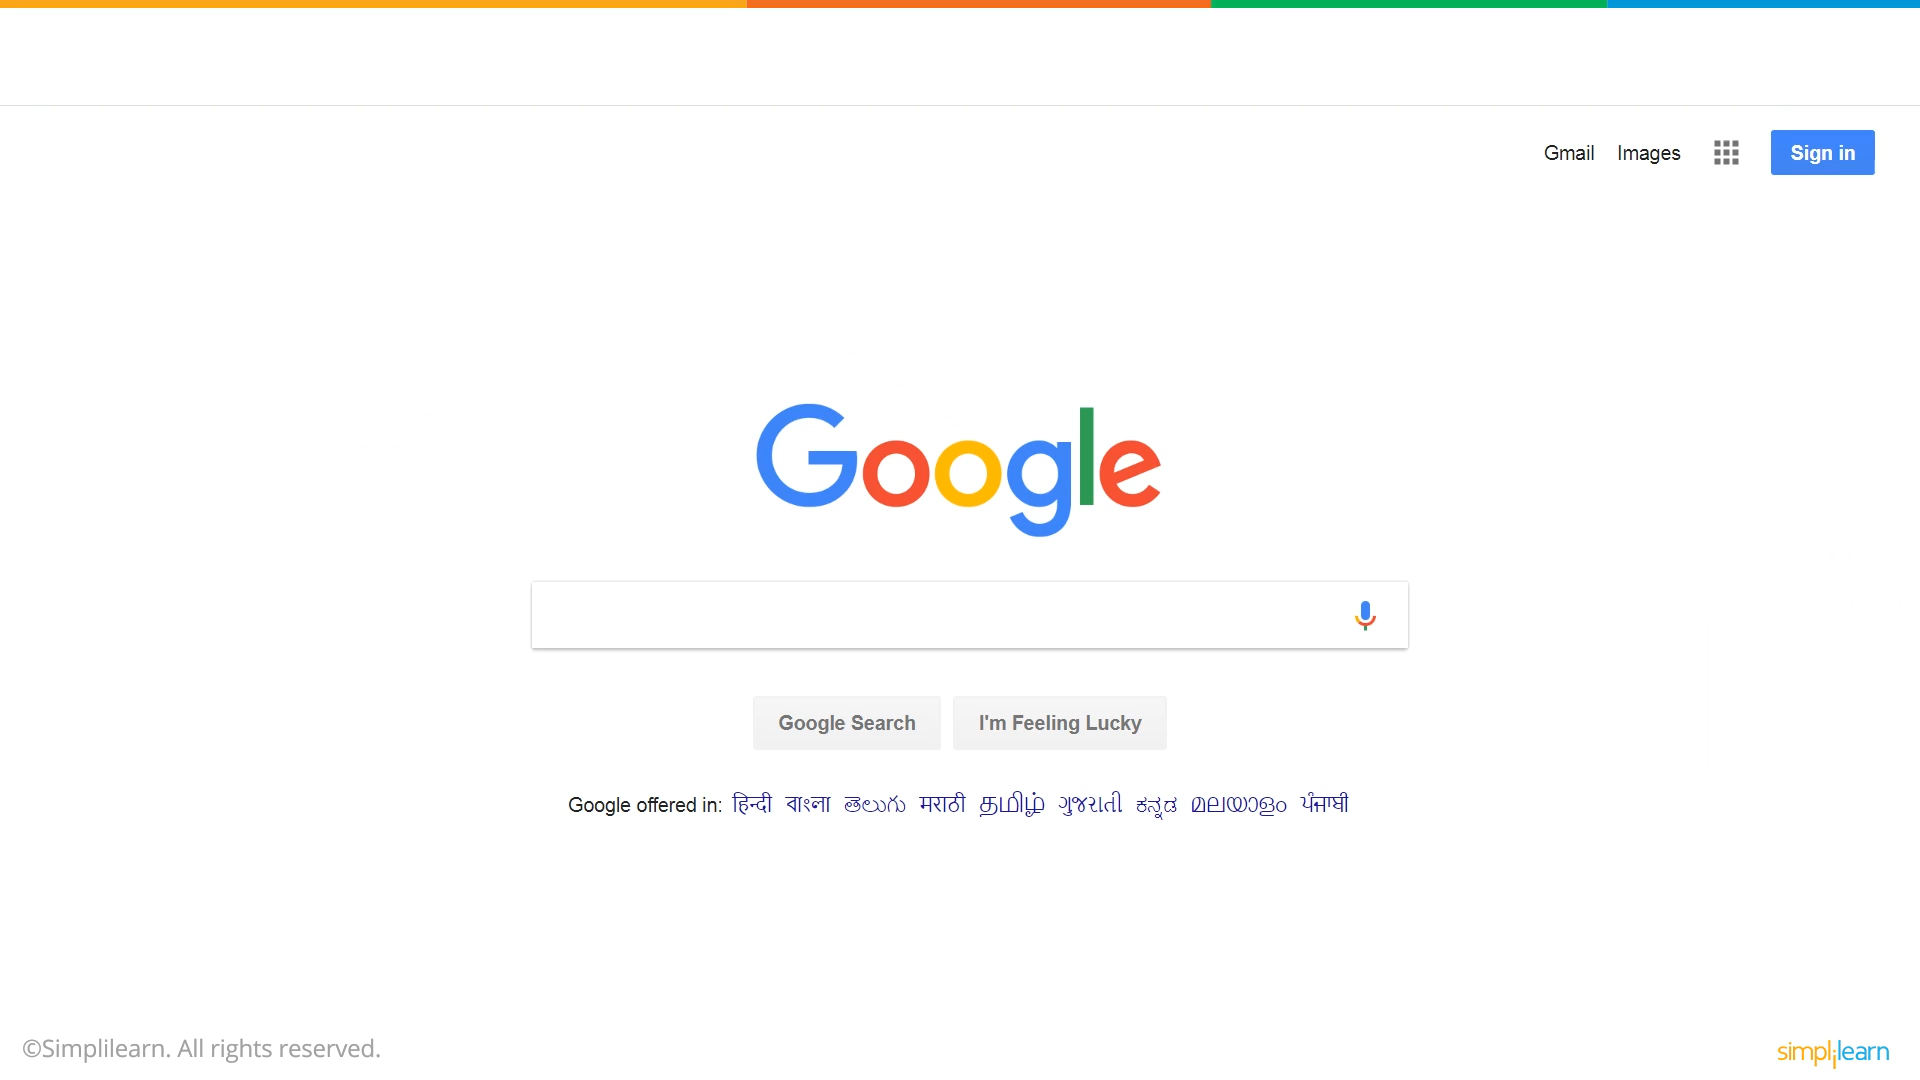 Gmail Images Sign in
Google
Google Search I'm Feeling Lucky
Google offered in: हिन्दी বাংলা తెలుగు मराठी தமிழ் ગુજરાતી ಕನ್ನಡ മലയാളം ਪੰਜਾਬੀ
©Simplilearn. All rights reserved.
simplilearn